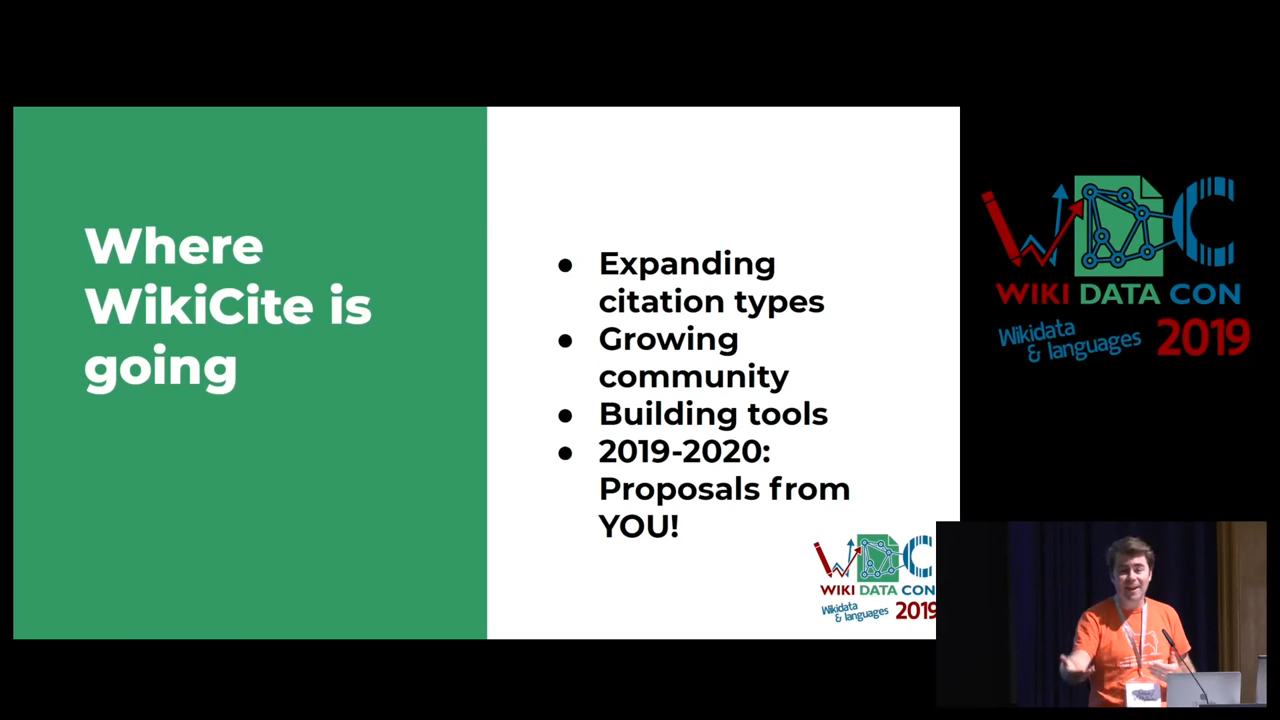 Where
WikiCite is
going
● Expanding
citation types
● Growing
community
● Building tools
● 2019-2020:
Proposals from
YOU!
WIKI DATA CON
Wikidata
& languages 2019
WDC
WIKI DATA CON
Wikidata
& languages 2019